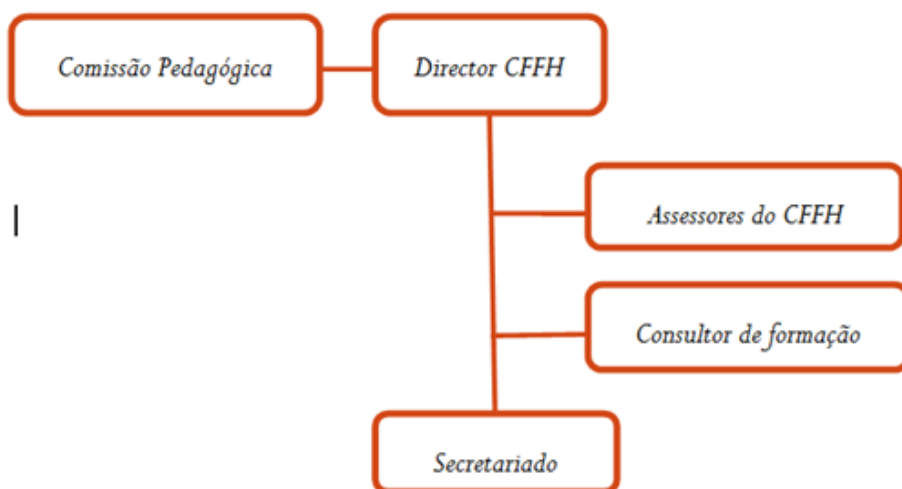 Comissão Pedagógica
Director CFFH
Assessores do CFFH
Consultor de formação
Secretariado